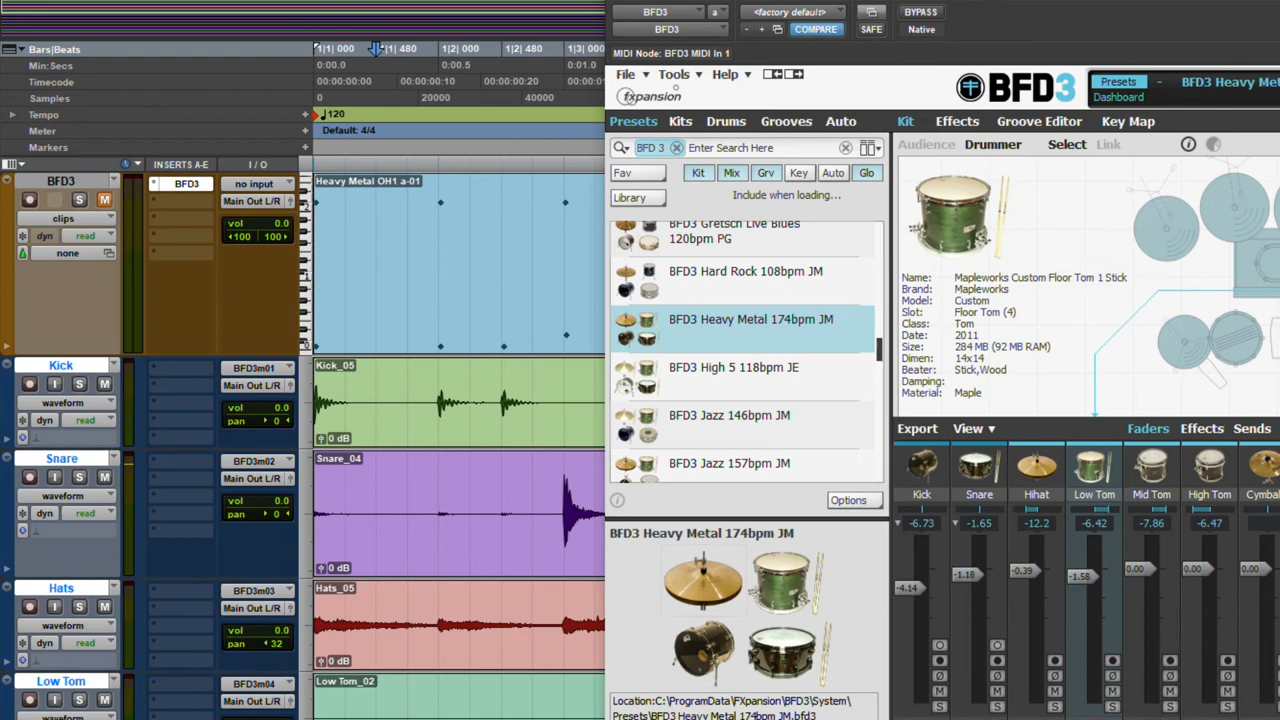 Bars|Beats
1|1| 000
1|1| 480
1|2| 000
1|2| 480
1|3| 000
Min:Secs
0:00.0
0:00.5
0:01.0
Timecode
00:00:00:00
00:00:00:10
00:00:00:20
Samples
0
20000
40000
Tempo
120
Meter
Default: 4/4
Markers
INSERTS A-E
I / O
BFD3
I S M
clips
dyn read
none
BFD3
no input
Main Out L/R
vol 0.0
100 100
Heavy Metal OH1 a-01
2
1
0
Kick
I S M
waveform
dyn read
BFD3m01
Main Out L/R
vol 0.0
pan 0
Kick_05
0 dB
Snare
I S M
waveform
dyn read
BFD3m02
Main Out L/R
vol 0.0
pan 0
Snare_04
0 dB
Hats
I S M
waveform
dyn read
BFD3m03
Main Out L/R
vol 0.0
pan 32
Hats_05
0 dB
Low Tom
I S M
waveform
BFD3m04
Main Out L/R
Low Tom_02
BFD3
a
<factory default>
BYPASS
BFD3
- +
COMPARE
SAFE
Native
MIDI Node: BFD3 MIDI In 1
File Tools Help
fxpansion
BFD3
Presets - BFD3 Heavy Met
Dashboard
Presets Kits Drums Grooves Auto
BFD 3 Enter Search Here
Fav
Kit Mix Grv Key Auto Glo
Library
Include when loading...
BFD3 Gretsch Live Blues
120bpm PG
BFD3 Hard Rock 108bpm JM
BFD3 Heavy Metal 174bpm JM
BFD3 High 5 118bpm JE
BFD3 Jazz 146bpm JM
BFD3 Jazz 157bpm JM
Options
BFD3 Heavy Metal 174bpm JM
Location:C:\ProgramData\FXpansion\BFD3\System\
Presets\BFD3 Heavy Metal 174bpm JM.bfd3
Kit Effects Groove Editor Key Map
Audience Drummer Select Link
Name: Mapleworks Custom Floor Tom 1 Stick
Brand: Mapleworks
Model: Custom
Slot: Floor Tom (4)
Class: Tom
Date: 2011
Size: 284 MB (92 MB RAM)
Dimen: 14x14
Beater: Stick,Wood
Damping:
Material: Maple
Export View Faders Effects Sends
Kick Snare Hihat Low Tom Mid Tom High Tom Cymba
-6.73 -1.65 -12.2 -6.42 -7.86 -6.47
-4.14 -1.18 -0.39 -1.58 0.00 0.00 0.00
M M M M M M
S S S S S S